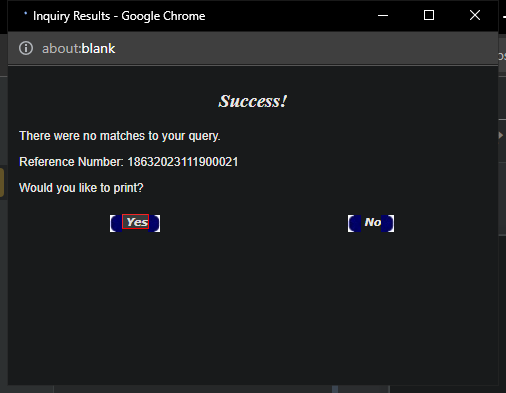 Inquiry Results - Google Chrome
about:blank
Success!
There were no matches to your query.
Reference Number: 18632023111900021
Would you like to print?
Yes
No